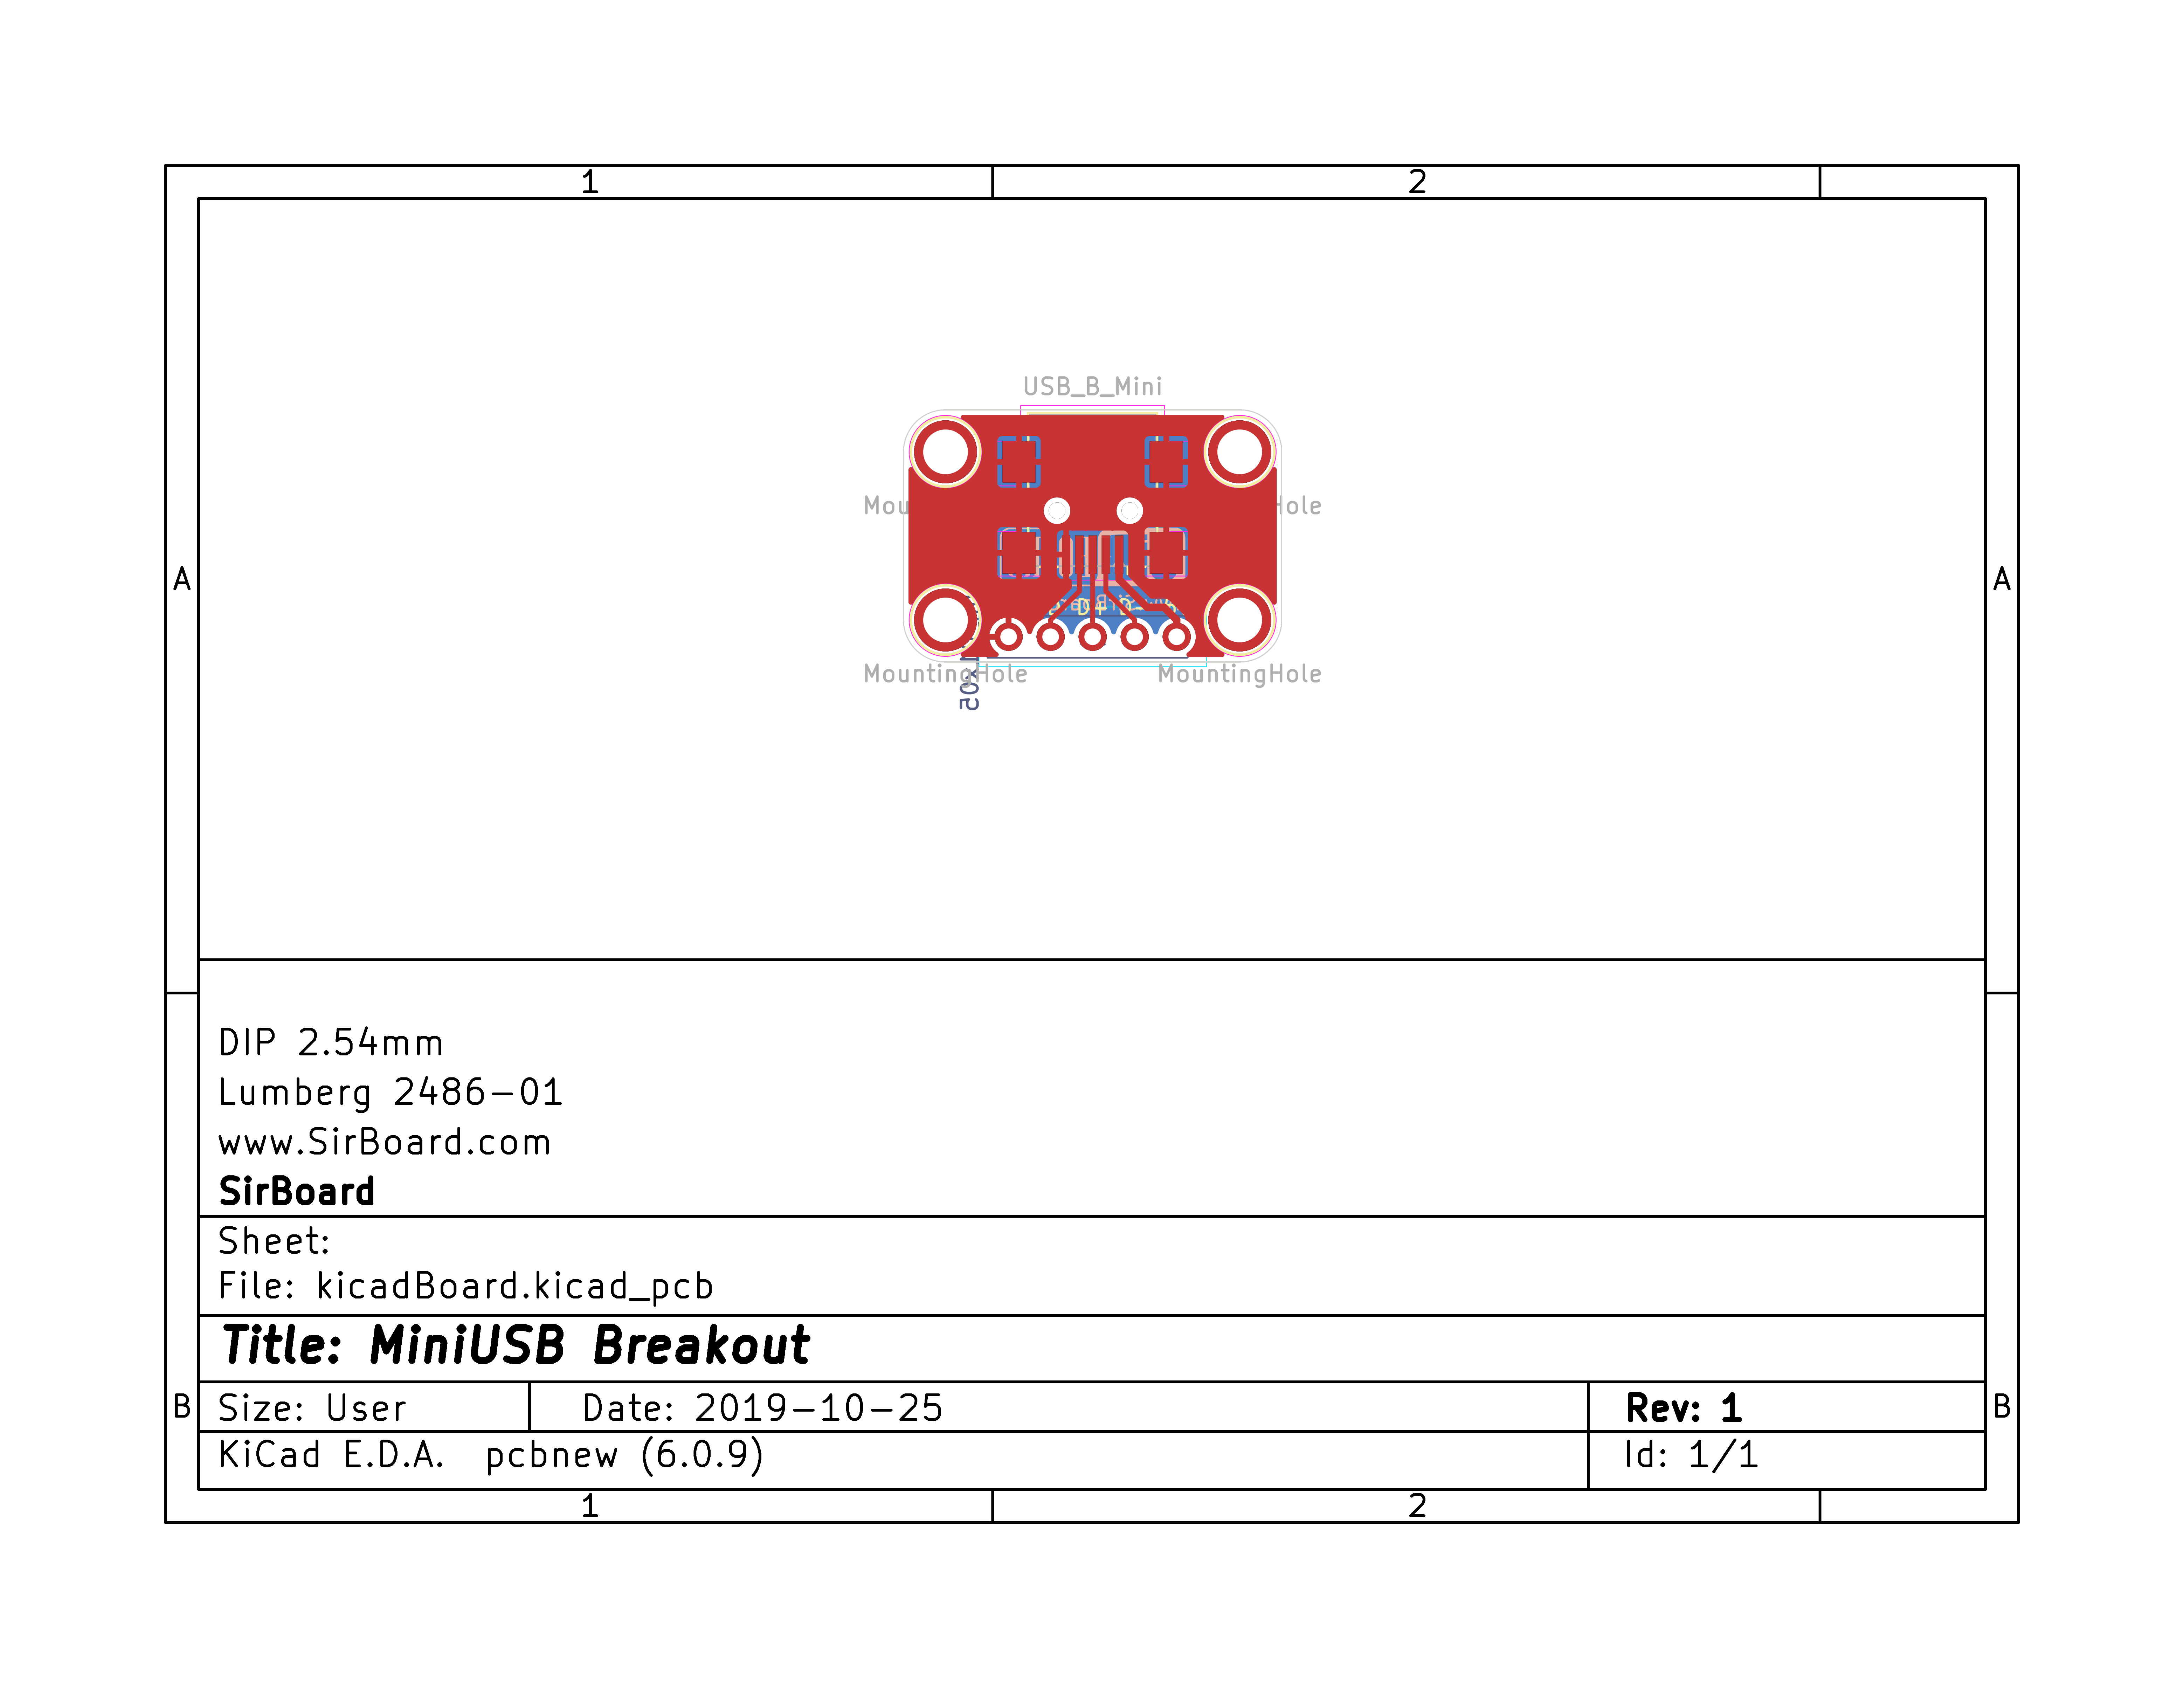 1 2
USB_B_Mini
A A
MountingHole MountingHole
DIP 2.54mm
Lumberg 2486-01
www.SirBoard.com
SirBoard
Sheet:
File: kicadBoard.kicad_pcb
Title: MiniUSB Breakout
B Size: User Date: 2019-10-25 Rev: 1 B
KiCad E.D.A. pcbnew (6.0.9) Id: 1/1
1 2